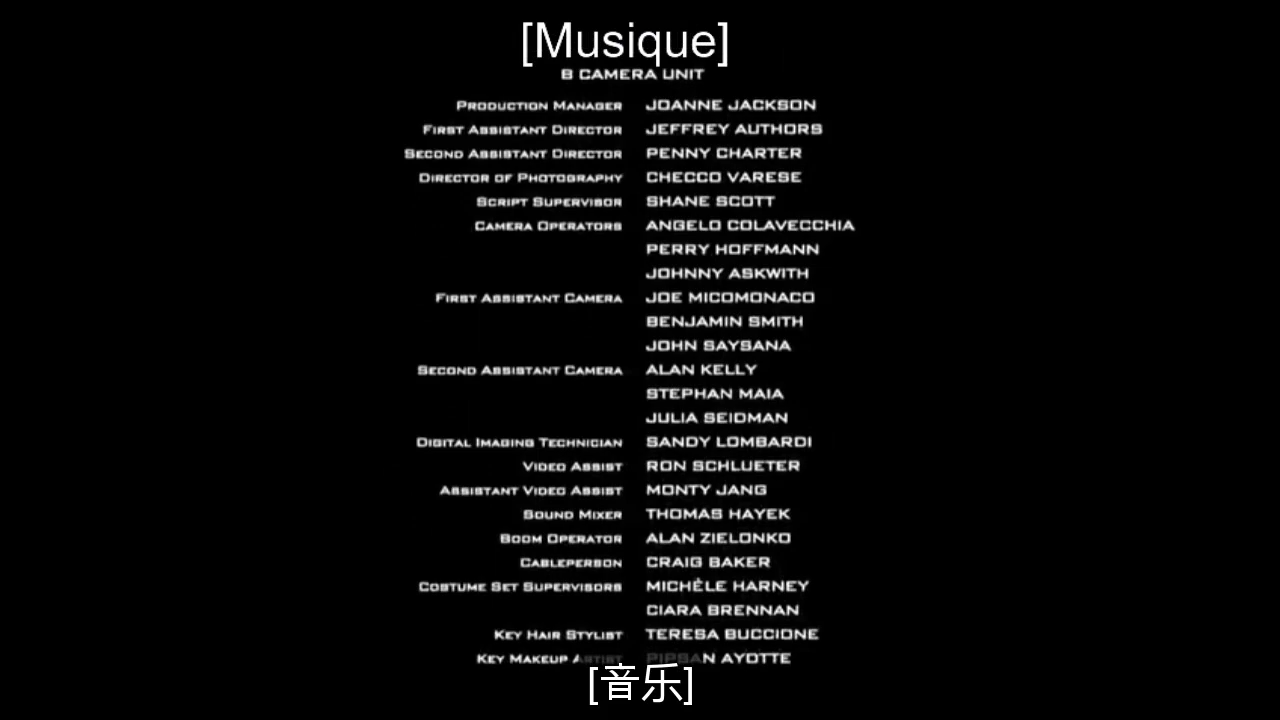 [Musique]
B CAMERA UNIT
PRODUCTION MANAGER JOANNE JACKSON
FIRST ASSISTANT DIRECTOR JEFFREY AUTHORS
SECOND ASSISTANT DIRECTOR PENNY CHARTER
DIRECTOR OF PHOTOGRAPHY CHECCO VARESE
SCRIPT SUPERVISOR SHANE SCOTT
CAMERA OPERATORS ANGELO COLAVECCHIA
PERRY HOFFMANN
JOHNNY ASKWITH
FIRST ASSISTANT CAMERA JOE MICOMONACO
BENJAMIN SMITH
JOHN SAYSANA
SECOND ASSISTANT CAMERA ALAN KELLY
STEPHAN MAIA
JULIA SEIDMAN
DIGITAL IMAGING TECHNICIAN SANDY LOMBARDI
VIDEO ASSIST RON SCHLUETER
ASSISTANT VIDEO ASSIST MONTY JANG
SOUND MIXER THOMAS HAYEK
BOOM OPERATOR ALAN ZIELONKO
CABLEPERSON CRAIG BAKER
COSTUME SET SUPERVISORS MICHÈLE HARNEY
CIARA BRENNAN
KEY HAIR STYLIST TERESA BUCCIONE
KEY MAKEUP ARTIST PIPSAN AYOTTE
[音乐]